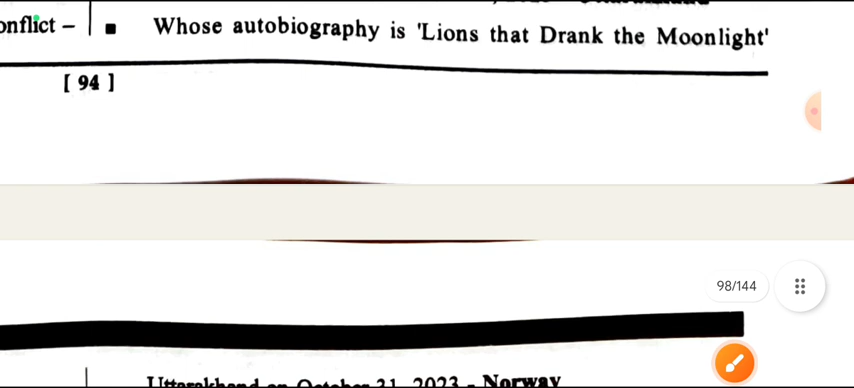 onflict –
■ Whose autobiography is 'Lions that Drank the Moonlight'
[ 94 ]
98/144
Uttarakhand on October 31, 2023 - Norway